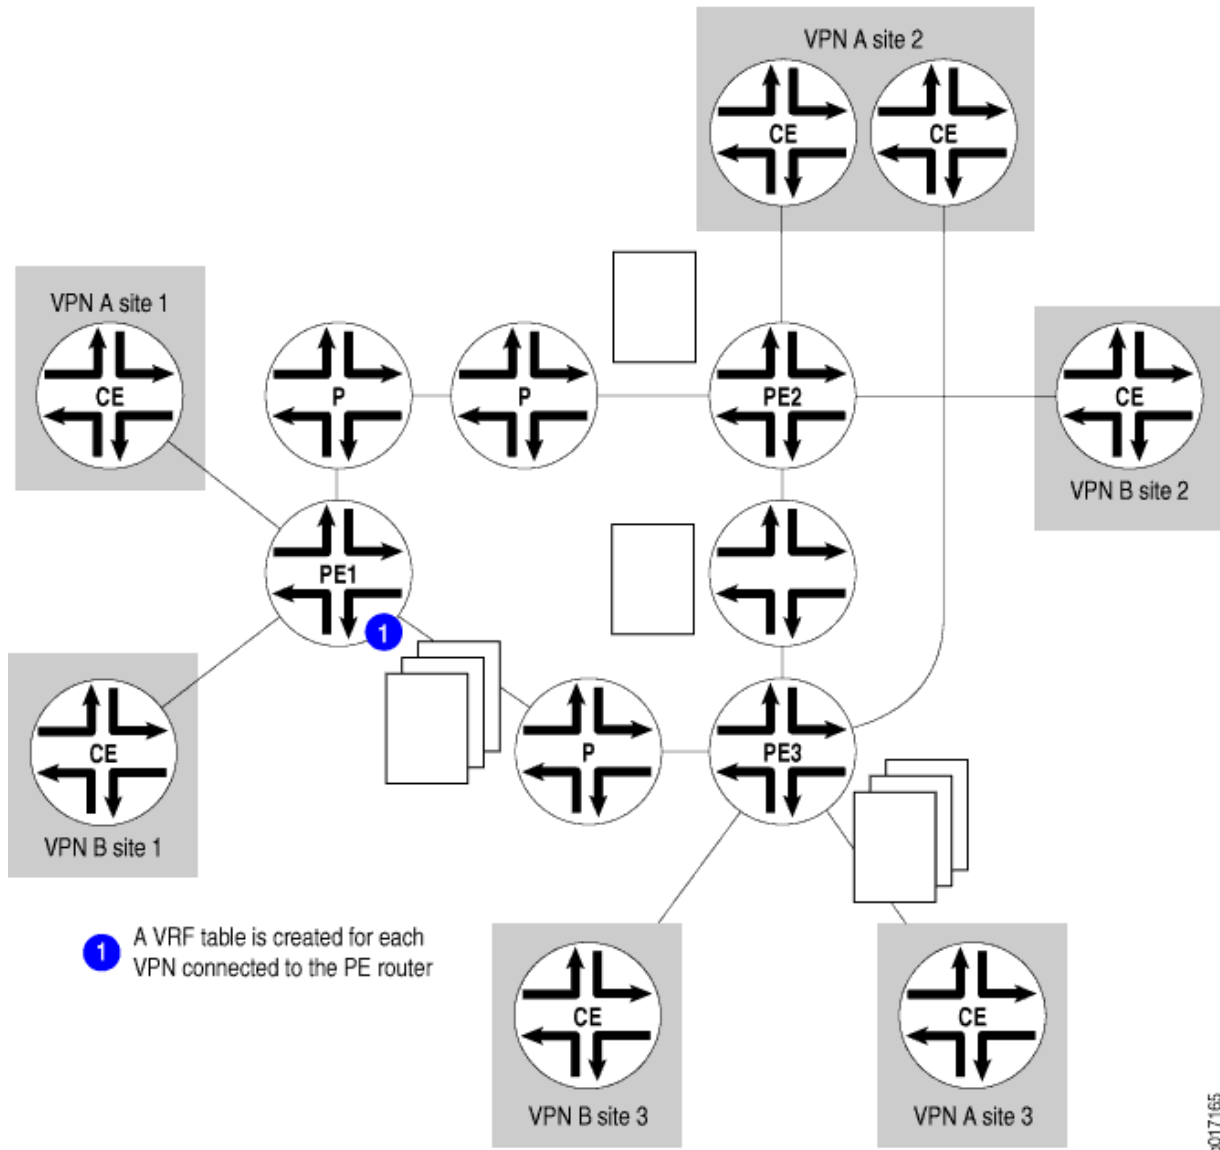 VPN A site 2
CE
CE
VPN A site 1
CE
P
P
PE2
CE
VPN B site 2
PE1
1
CE
P
PE3
VPN B site 1
1 A VRF table is created for each
VPN connected to the PE router
CE
CE
VPN B site 3
VPN A site 3